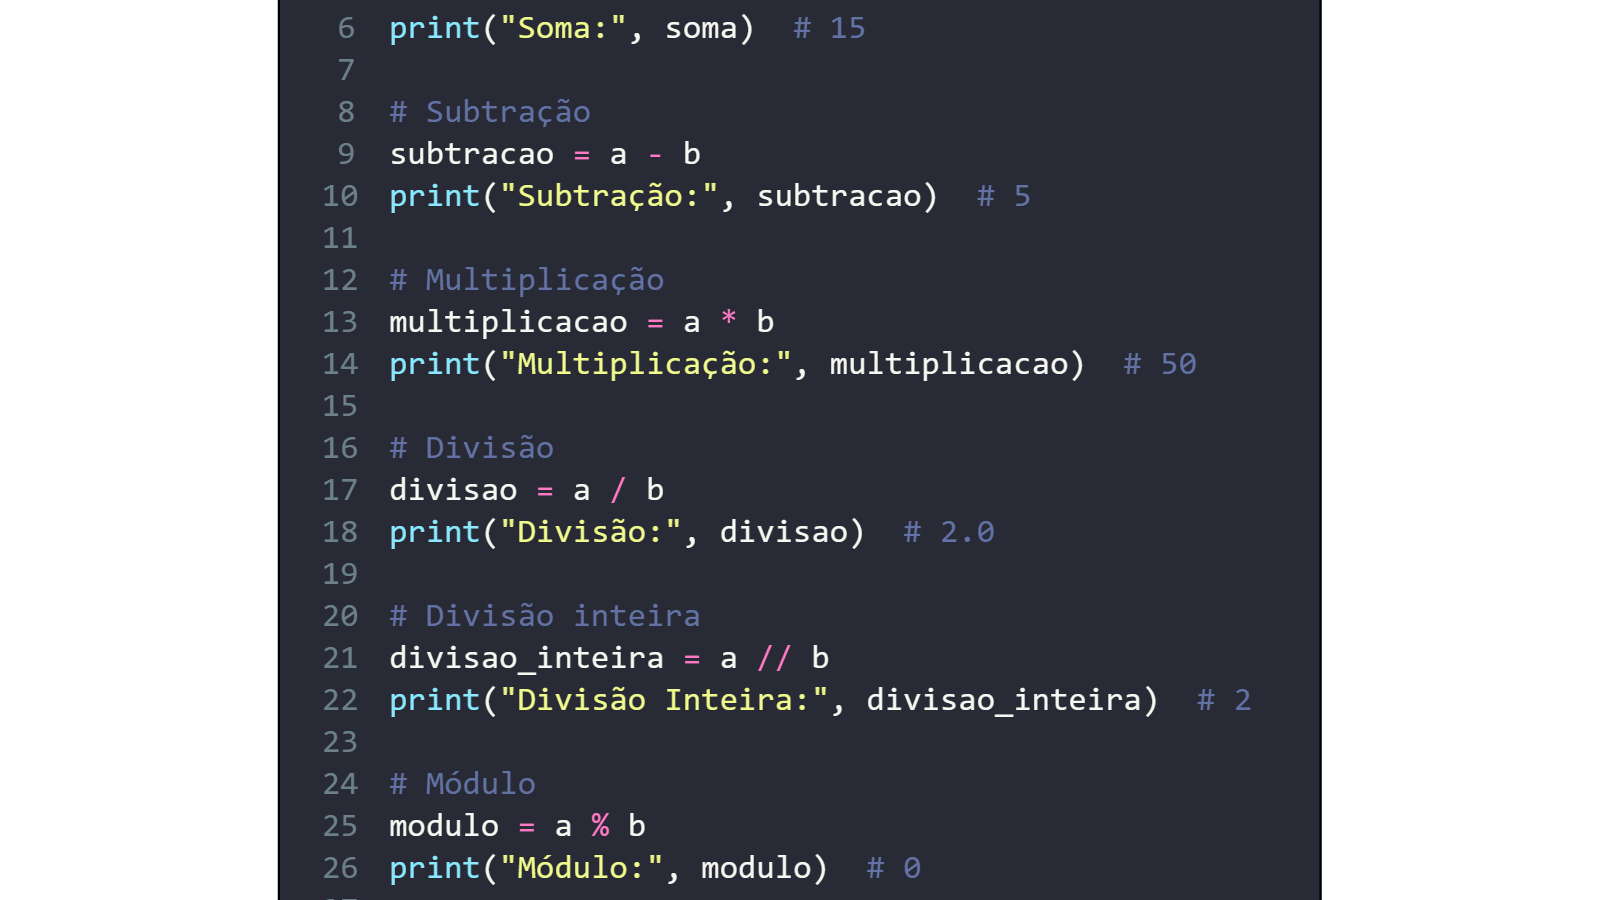 6 print("Soma:", soma)  # 15
7
8 # Subtração
9 subtracao = a - b
10 print("Subtração:", subtracao)  # 5
11
12 # Multiplicação
13 multiplicacao = a * b
14 print("Multiplicação:", multiplicacao)  # 50
15
16 # Divisão
17 divisao = a / b
18 print("Divisão:", divisao)  # 2.0
19
20 # Divisão inteira
21 divisao_inteira = a // b
22 print("Divisão Inteira:", divisao_inteira)  # 2
23
24 # Módulo
25 modulo = a % b
26 print("Módulo:", modulo)  # 0